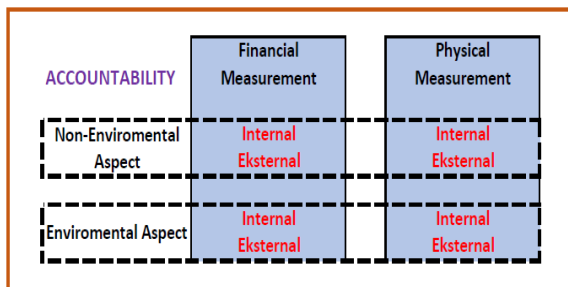 Financial Measurement
Physical Measurement
ACCOUNTABILITY
Non-Enviromental Aspect
Internal
Eksternal
Internal
Eksternal
Enviromental Aspect
Internal
Eksternal
Internal
Eksternal